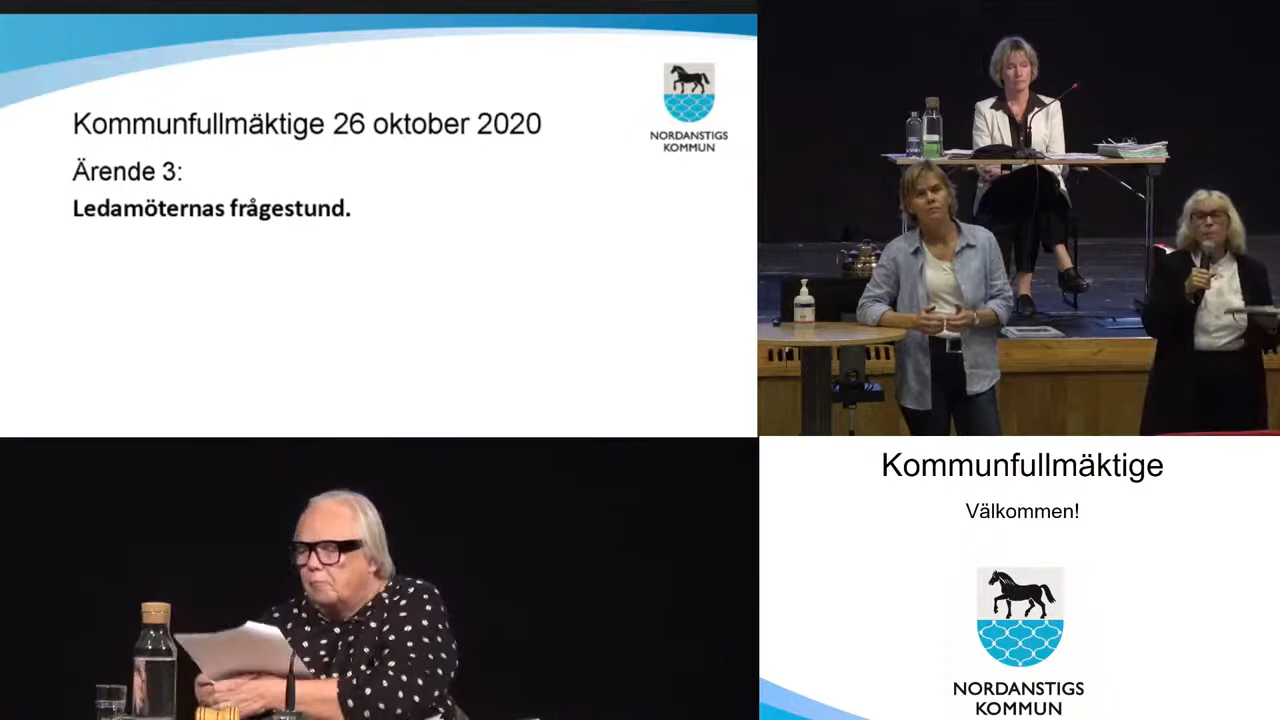 Kommunfullmäktige 26 oktober 2020
Ärende 3:
Ledamöternas frågestund.
NORDANSTIGS
KOMMUN
Kommunfullmäktige
Välkommen!
NORDANSTIGS
KOMMUN